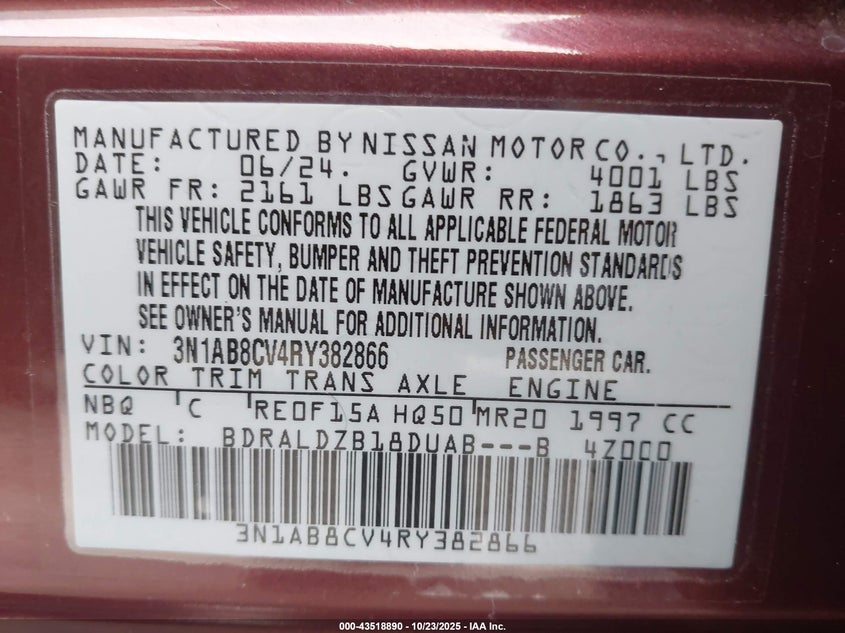 MANUFACTURED BY NISSAN MOTOR CO., LTD.
DATE: 06/24. GVWR: 4001 LBS
GAWR FR: 2161 LBS GAWR RR: 1863 LBS
THIS VEHICLE CONFORMS TO ALL APPLICABLE FEDERAL MOTOR
VEHICLE SAFETY, BUMPER AND THEFT PREVENTION STANDARDS
IN EFFECT ON THE DATE OF MANUFACTURE SHOWN ABOVE.
SEE OWNER'S MANUAL FOR ADDITIONAL INFORMATION.
VIN: 3N1AB8CV4RY382866 PASSENGER CAR.
COLOR TRIM TRANS AXLE ENGINE
NBQ C RE0F15A HQ50 MR20 1997 CC
MODEL: BDRALDZB18DUAB---B 4Z000
3N1AB8CV4RY382866
000-43518890 - 10/23/2025 - IAA Inc.